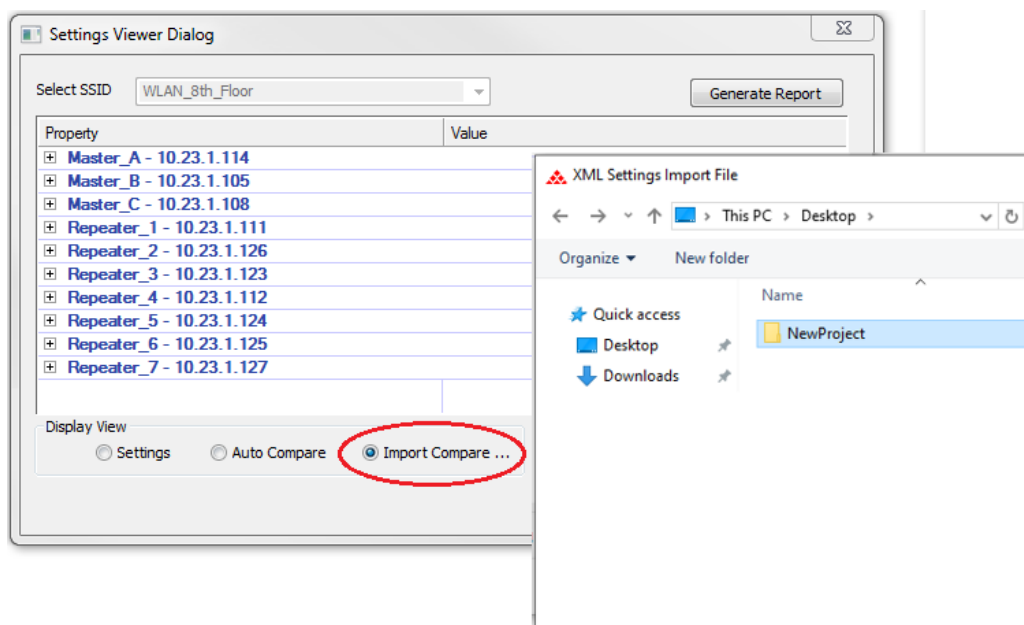 Settings Viewer Dialog
Select SSID WLAN_8th_Floor Generate Report
Property Value
Master_A - 10.23.1.114
Master_B - 10.23.1.105
Master_C - 10.23.1.108
Repeater_1 - 10.23.1.111
Repeater_2 - 10.23.1.126
Repeater_3 - 10.23.1.123
Repeater_4 - 10.23.1.112
Repeater_5 - 10.23.1.124
Repeater_6 - 10.23.1.125
Repeater_7 - 10.23.1.127
Display View
Settings Auto Compare Import Compare ...
XML Settings Import File
This PC > Desktop >
Organize New folder
Name
Quick access
NewProject
Desktop
Downloads